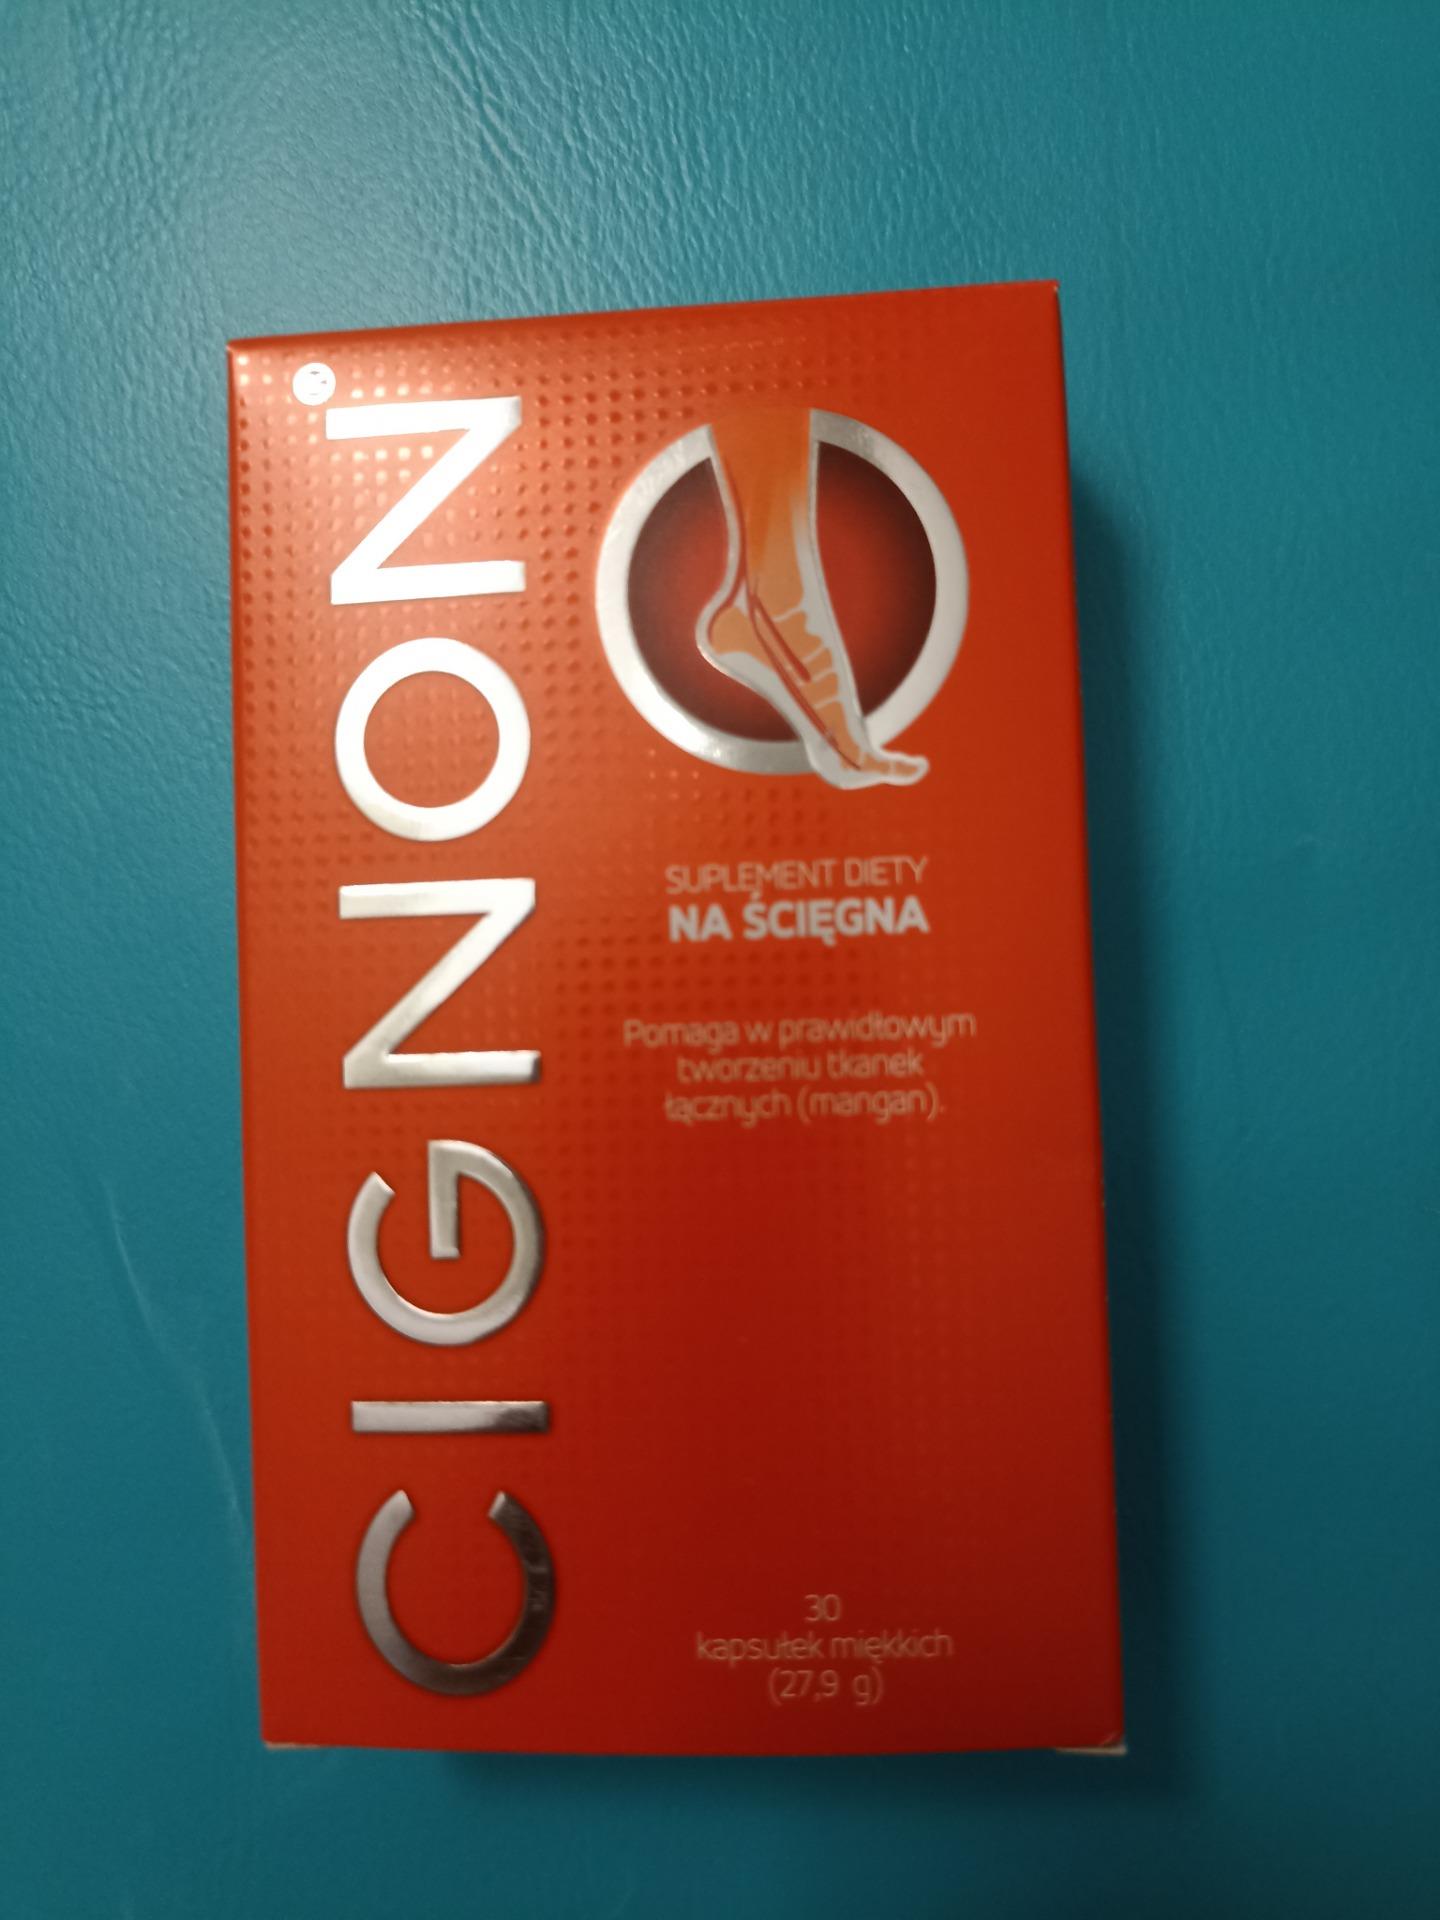 CIGNON®
SUPLEMENT DIETY
NA ŚCIĘGNA
Pomaga w prawidłowym
tworzeniu tkanek
łącznych (mangan).
30
kapsułek miękkich
(27,9 g)